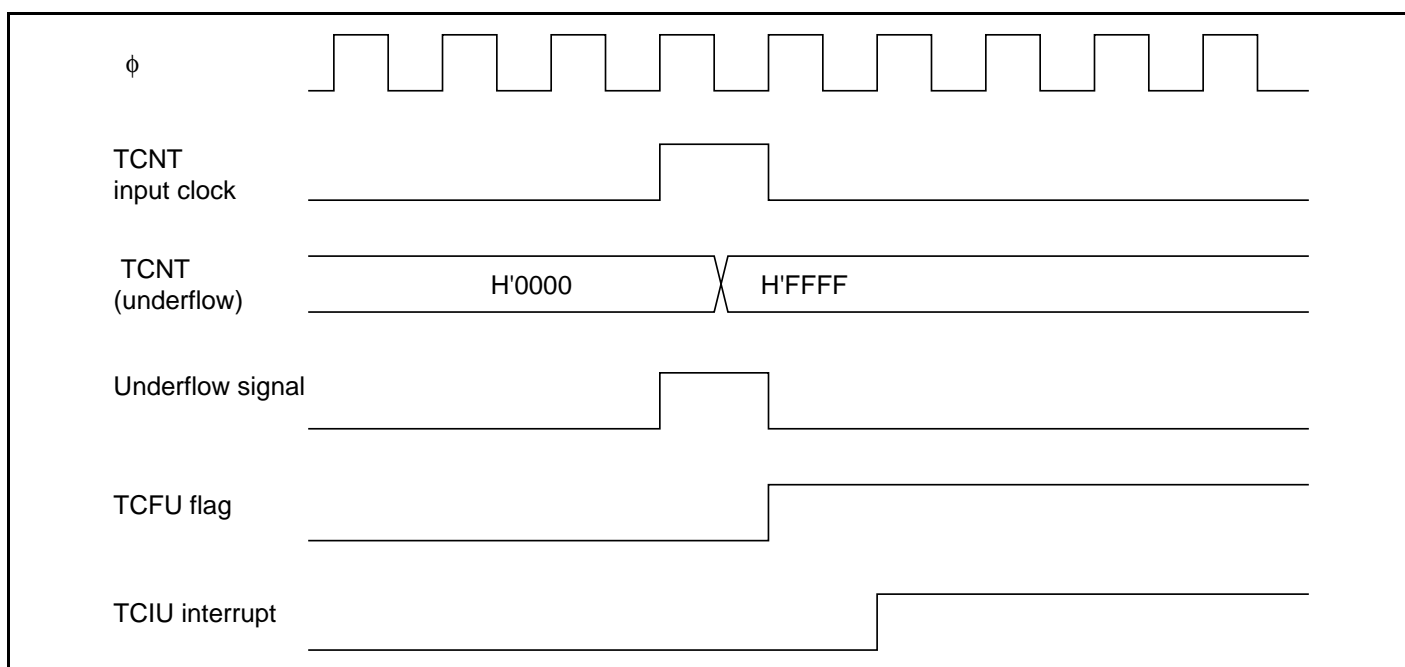 ϕ
TCNT
input clock
TCNT
(underflow)
H'0000
H'FFFF
Underflow signal
TCFU flag
TCIU interrupt